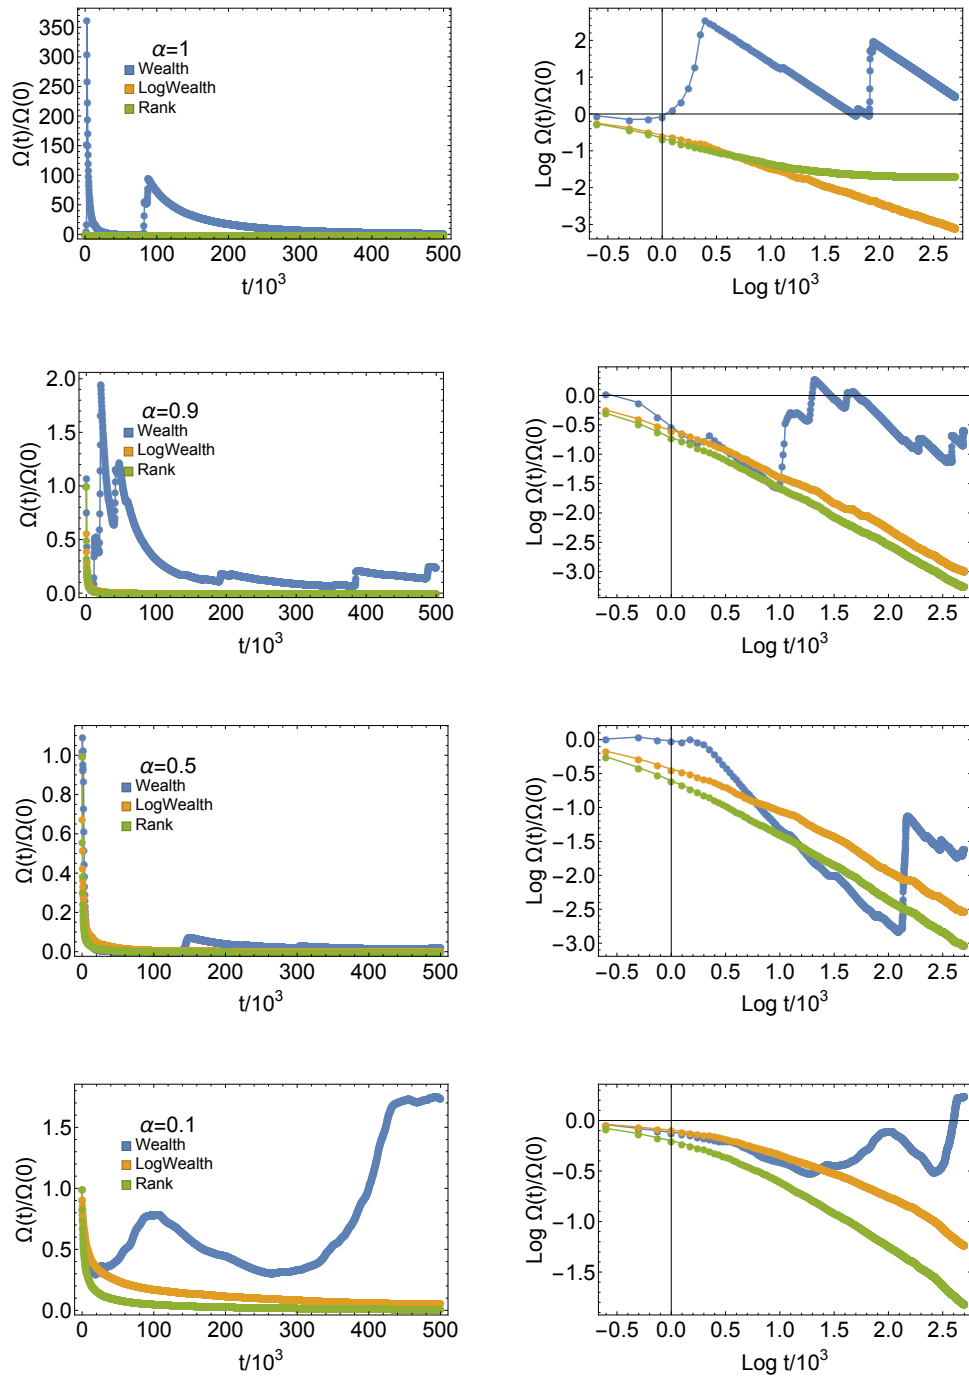 α=1
Wealth
LogWealth
Rank
Ω(t)/Ω(0)
350
300
250
200
150
100
50
0
0 100 200 300 400 500
t/10³
Log Ω(t)/Ω(0)
2
1
0
−1
−2
−3
−0.5 0.0 0.5 1.0 1.5 2.0 2.5
Log t/10³
α=0.9
Wealth
LogWealth
Rank
Ω(t)/Ω(0)
2.0
1.5
1.0
0.5
0.0
0 100 200 300 400 500
t/10³
Log Ω(t)/Ω(0)
0.0
−0.5
−1.0
−1.5
−2.0
−2.5
−3.0
−0.5 0.0 0.5 1.0 1.5 2.0 2.5
Log t/10³
α=0.5
Wealth
LogWealth
Rank
Ω(t)/Ω(0)
1.0
0.8
0.6
0.4
0.2
0.0
0 100 200 300 400 500
t/10³
Log Ω(t)/Ω(0)
0.0
−0.5
−1.0
−1.5
−2.0
−2.5
−3.0
−0.5 0.0 0.5 1.0 1.5 2.0 2.5
Log t/10³
α=0.1
Wealth
LogWealth
Rank
Ω(t)/Ω(0)
1.5
1.0
0.5
0.0
0 100 200 300 400 500
t/10³
Log Ω(t)/Ω(0)
0.0
−0.5
−1.0
−1.5
−0.5 0.0 0.5 1.0 1.5 2.0 2.5
Log t/10³